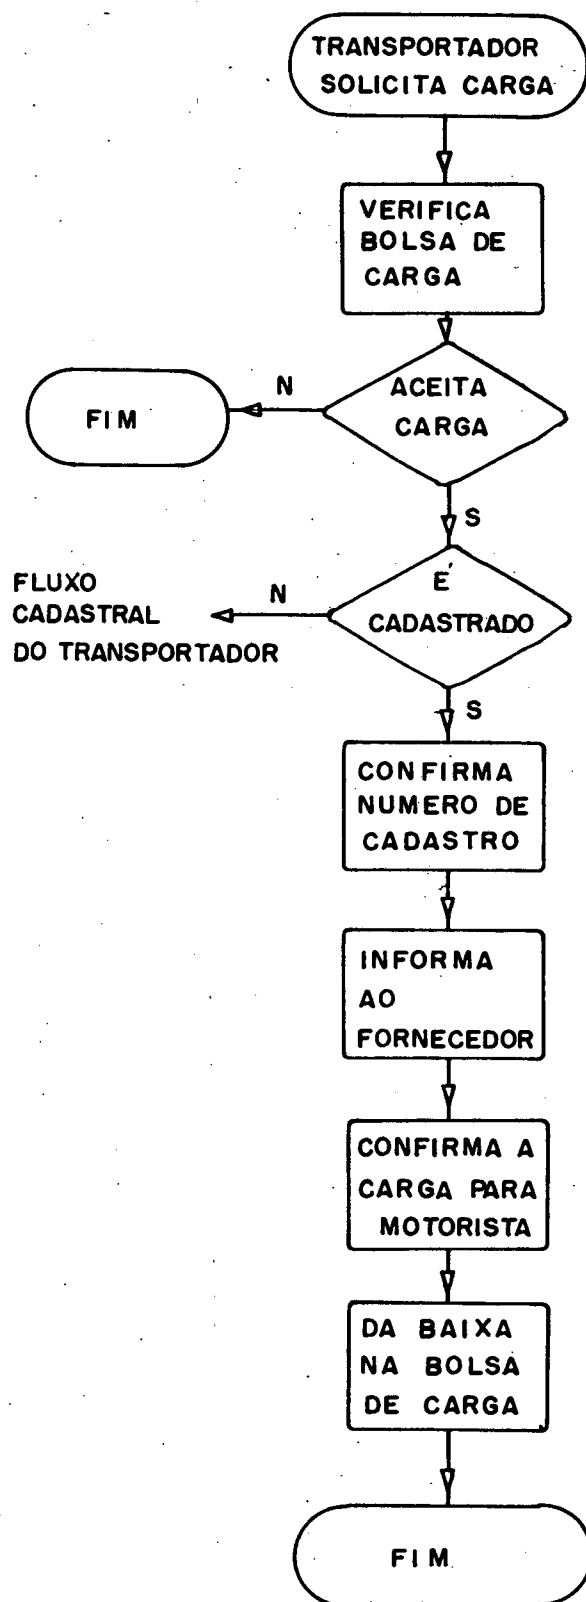 TRANSPORTADOR
SOLICITA CARGA
VERIFICA
BOLSA DE
CARGA
ACEITA
CARGA
N
FIM
S
É
CADASTRADO
N
FLUXO
CADASTRAL
DO TRANSPORTADOR
S
CONFIRMA
NUMERO DE
CADASTRO
INFORMA
AO
FORNECEDOR
CONFIRMA A
CARGA PARA
MOTORISTA
DA BAIXA
NA BOLSA
DE CARGA
FIM